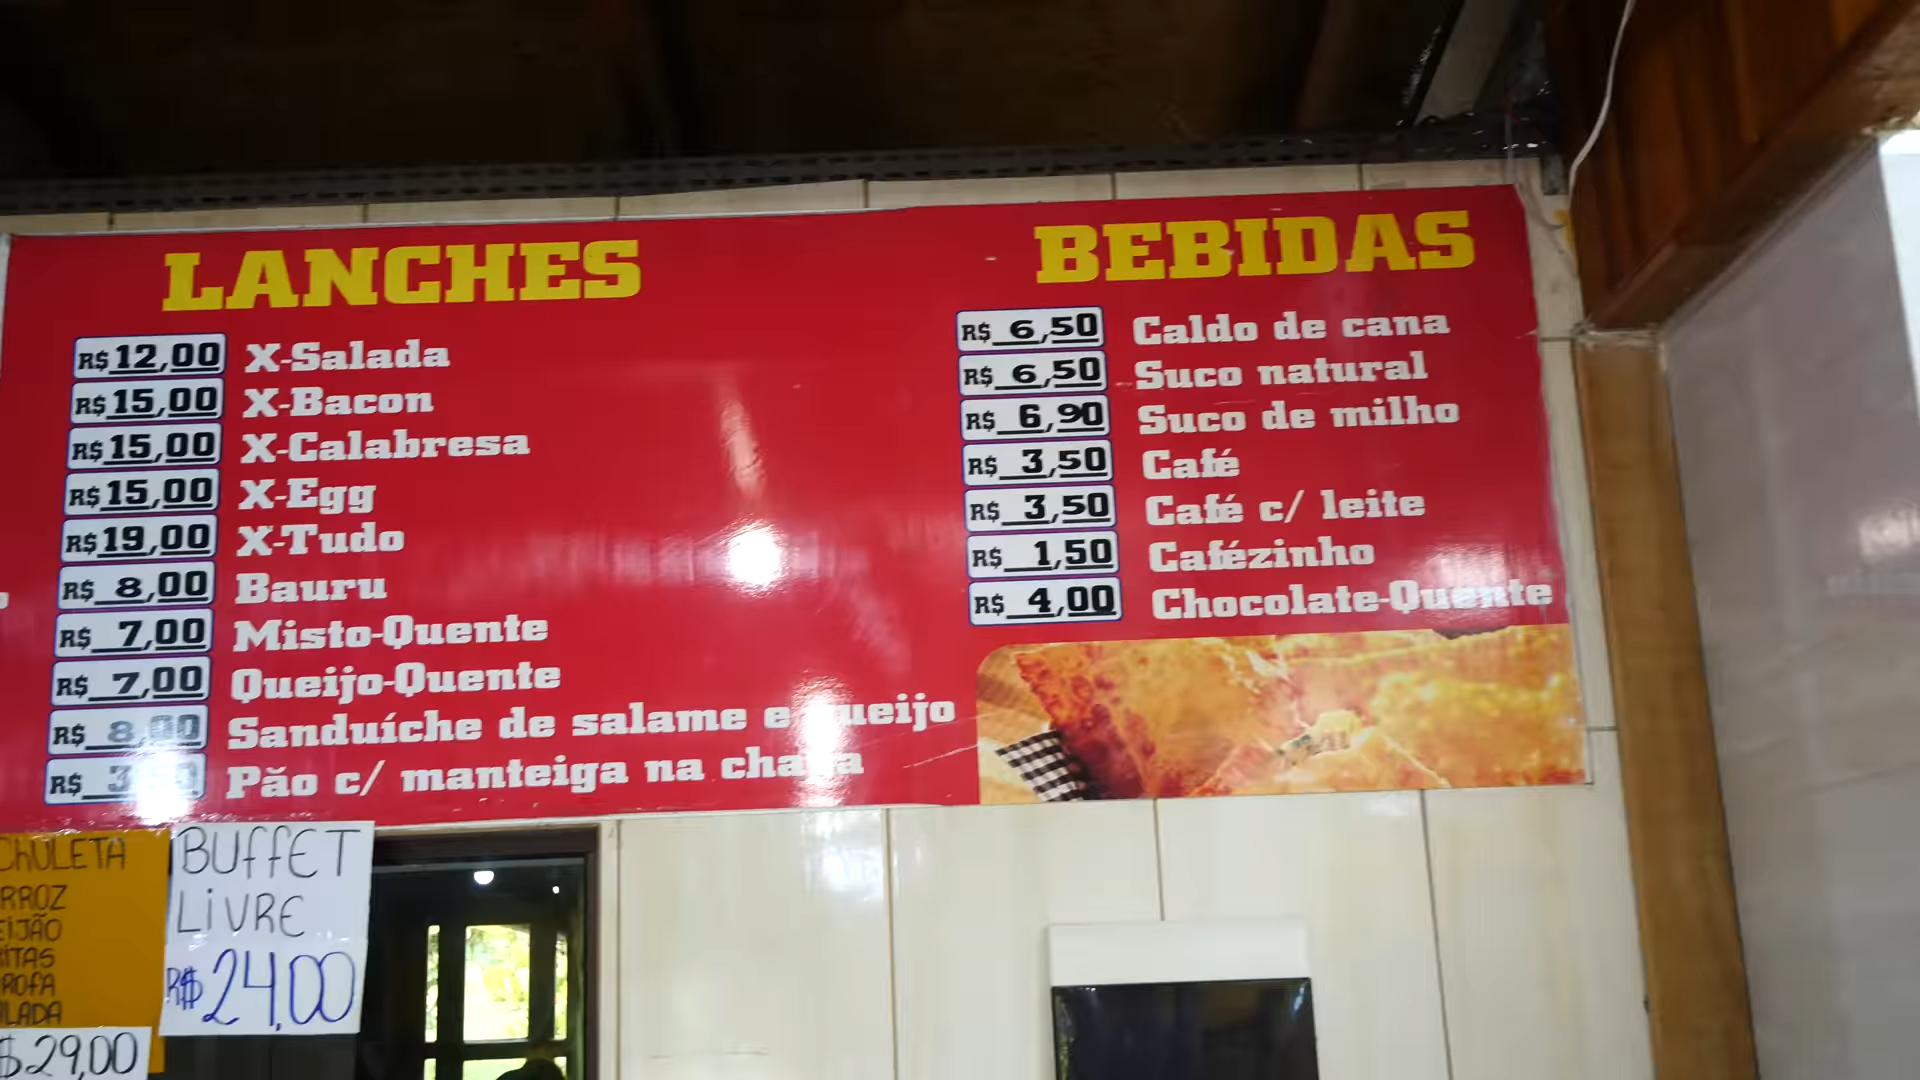 LANCHES
R$ 12,00 X-Salada
R$ 15,00 X-Bacon
R$ 15,00 X-Calabresa
R$ 15,00 X-Egg
R$ 19,00 X-Tudo
R$ 8,00 Bauru
R$ 7,00 Misto-Quente
R$ 7,00 Queijo-Quente
R$ 8,00 Sanduíche de salame e queijo
R$ Pão c/ manteiga na chapa
BEBIDAS
R$ 6,50 Caldo de cana
R$ 6,50 Suco natural
R$ 6,90 Suco de milho
R$ 3,50 Café
R$ 3,50 Café c/ leite
R$ 1,50 Cafézinho
R$ 4,00 Chocolate-Quente
CHULETA
RROZ
EIJÃO
RITAS
ROFA
LADA
$ 29,00
BUFFET
LIVRE
R$ 24,00